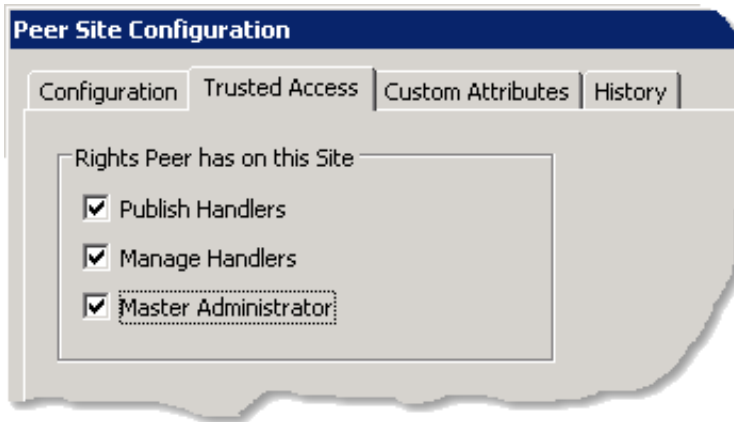 Peer Site Configuration
Configuration Trusted Access Custom Attributes History
Rights Peer has on this Site
Publish Handlers
Manage Handlers
Master Administrator